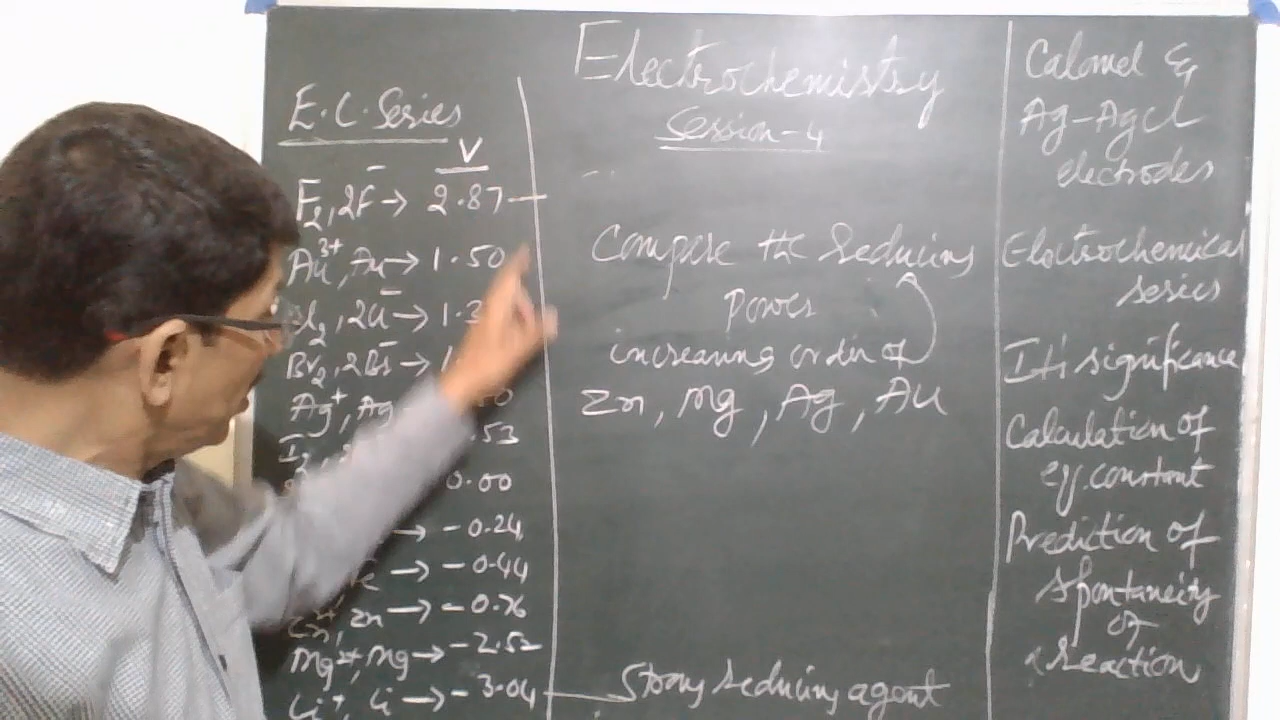 Electrochemistry
Session-4
E.C. Series
V
F2, 2F- → 2.87
Au3+, Au → 1.50
2, 2Cl- → 1.3
Br2, 2Br- → 1.
Ag+, Ag 0
I2, .53
0.00
→ -0.24
→ -0.44
Zn2+, Zn → -0.76
Mg2+, Mg → -2.52
Li+, Li → -3.04
Compare the reducing
power
increasing order of
Zn, Mg, Ag, Au
Strong reducing agent
Calomel &
Ag-AgCl
electrodes
Electrochemical
series
It's significance
Calculation of
eq. constant
Prediction of
spontaneity
of
a reaction